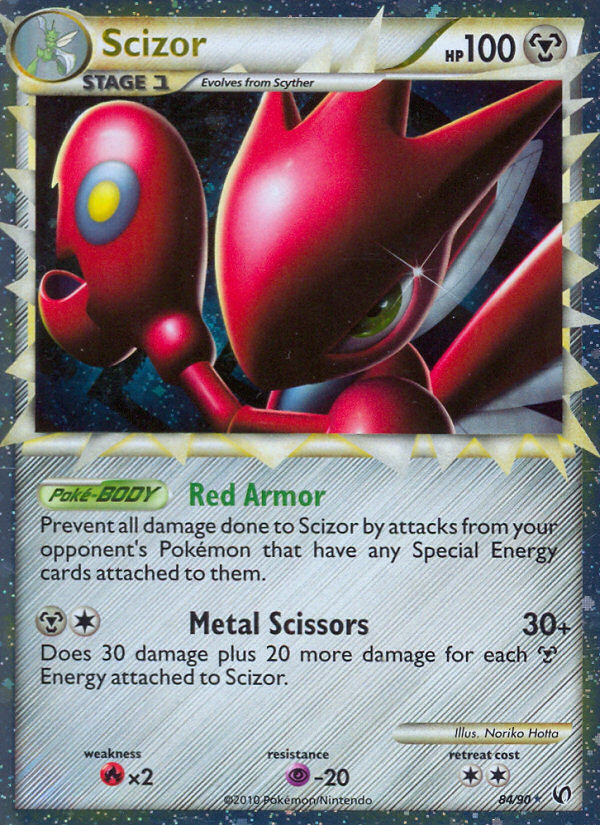 Scizor
HP100
STAGE 1
Evolves from Scyther
Poké-BODY Red Armor
Prevent all damage done to Scizor by attacks from your
opponent's Pokémon that have any Special Energy
cards attached to them.
Metal Scissors 30+
Does 30 damage plus 20 more damage for each
Energy attached to Scizor.
Illus. Noriko Hotta
weakness resistance retreat cost
×2 -20
©2010 Pokémon/Nintendo 84/90